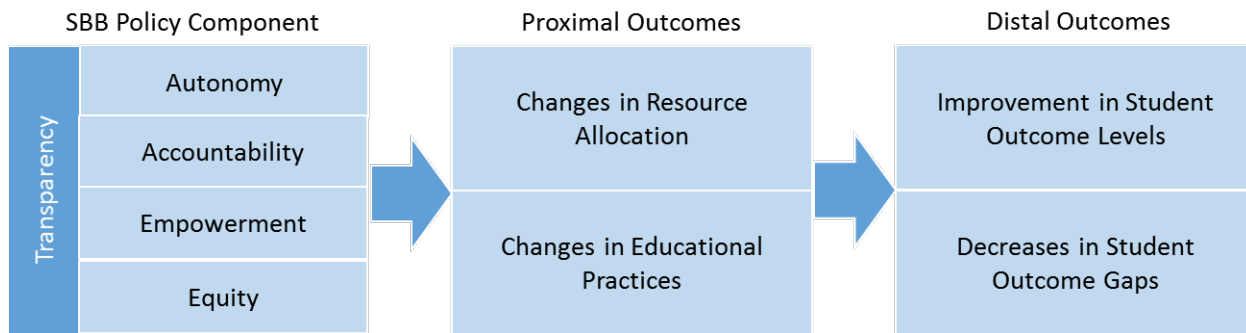 SBB Policy Component
Transparency
Autonomy
Accountability
Empowerment
Equity
Proximal Outcomes
Changes in Resource
Allocation
Changes in Educational
Practices
Distal Outcomes
Improvement in Student
Outcome Levels
Decreases in Student
Outcome Gaps